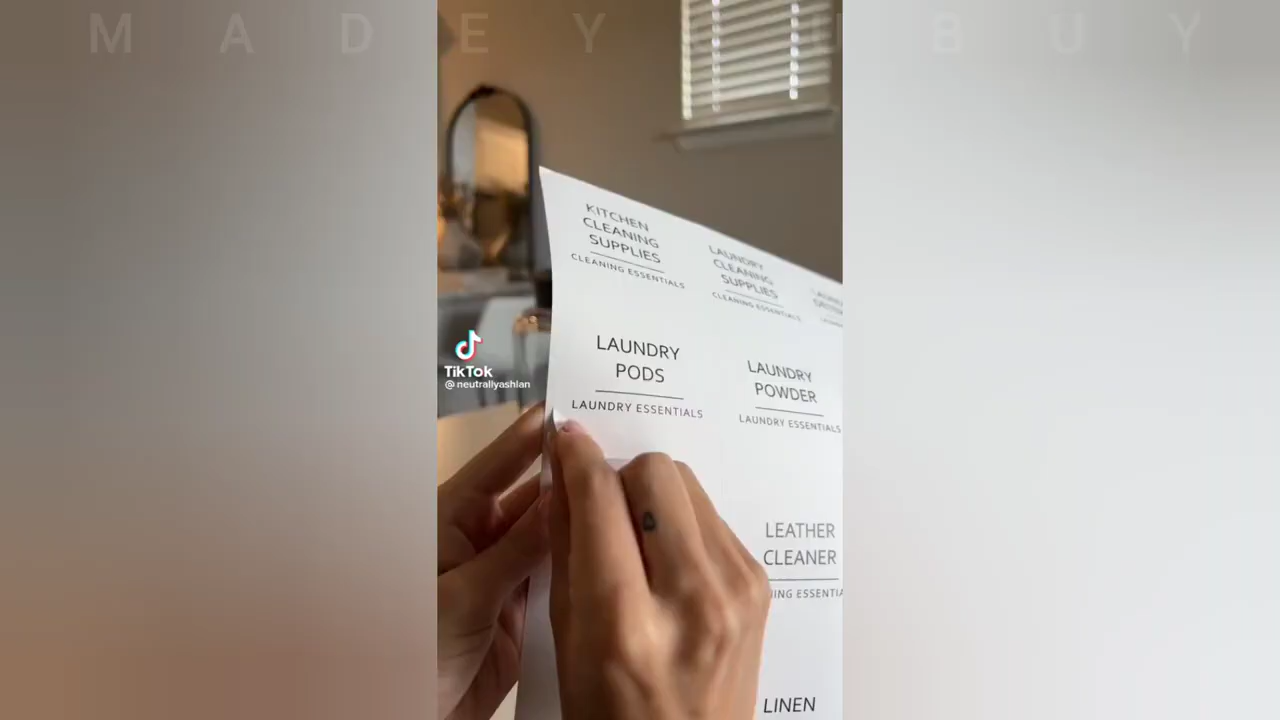 M A D E Y U B U Y
KITCHEN
CLEANING
SUPPLIES
CLEANING ESSENTIALS
LAUNDRY
CLEANING
SUPPLIES
CLEANING ESSENTIALS
LAUNDRY
PODS
LAUNDRY ESSENTIALS
LAUNDRY
POWDER
LAUNDRY ESSENTIALS
TikTok
@neutrallyashlan
LEATHER
CLEANER
LINEN